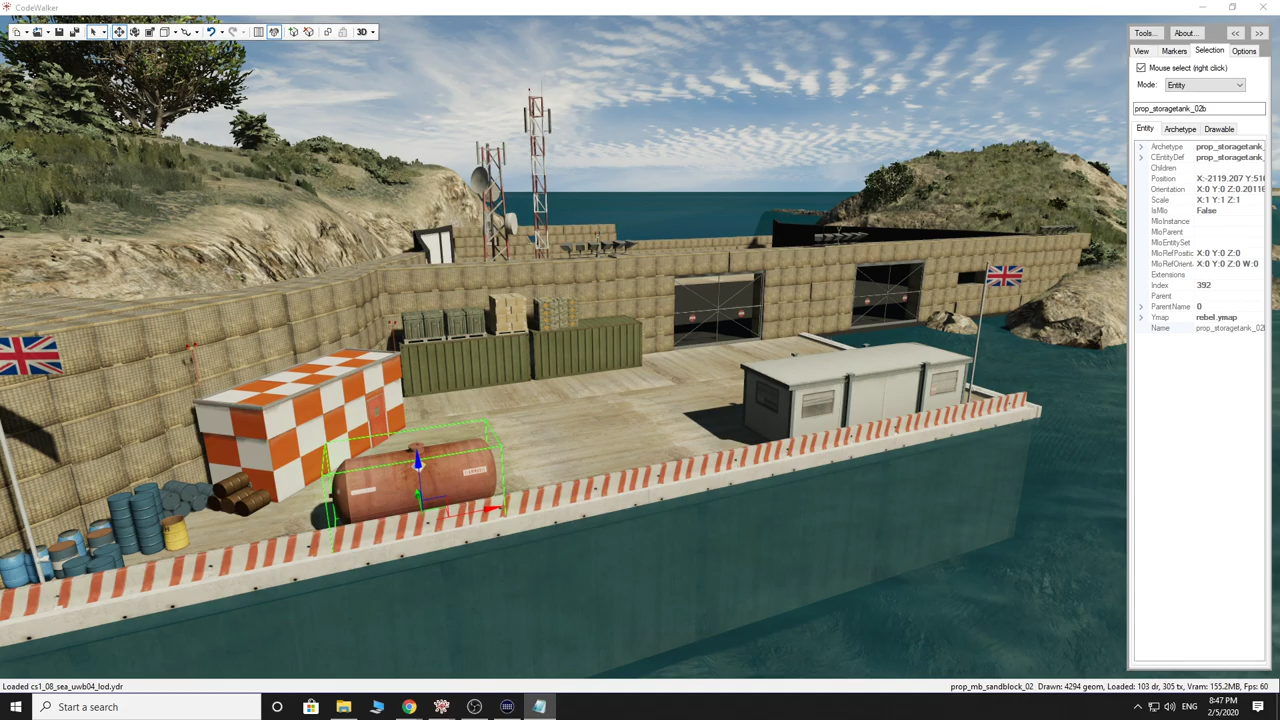 CodeWalker
3D
Tools...
About...
<<
>>
View
Markers
Selection
Options
Mouse select (right click)
Mode:
Entity
prop_storagetank_02b
Entity
Archetype
Drawable
Archetype prop_storagetank_
CEntityDef prop_storagetank_
Children
Position X:-2119.207 Y:516
Orientation X:0 Y:0 Z:0.20118
Scale X:1 Y:1 Z:1
IsMlo False
MloInstance
MloParent
MloEntitySet
MloRefPositic X:0 Y:0 Z:0
MloRefOrient X:0 Y:0 Z:0 W:0
Extensions
Index 392
Parent
ParentName 0
Ymap rebel.ymap
Name prop_storagetank_02
Loaded cs1_08_sea_uwb04_lod.ydr
prop_mb_sandblock_02 Drawn: 4294 geom, Loaded: 103 dr, 305 tx, Vram: 155.2MB, Fps: 60
Start a search
ENG
8:47 PM
2/5/2020